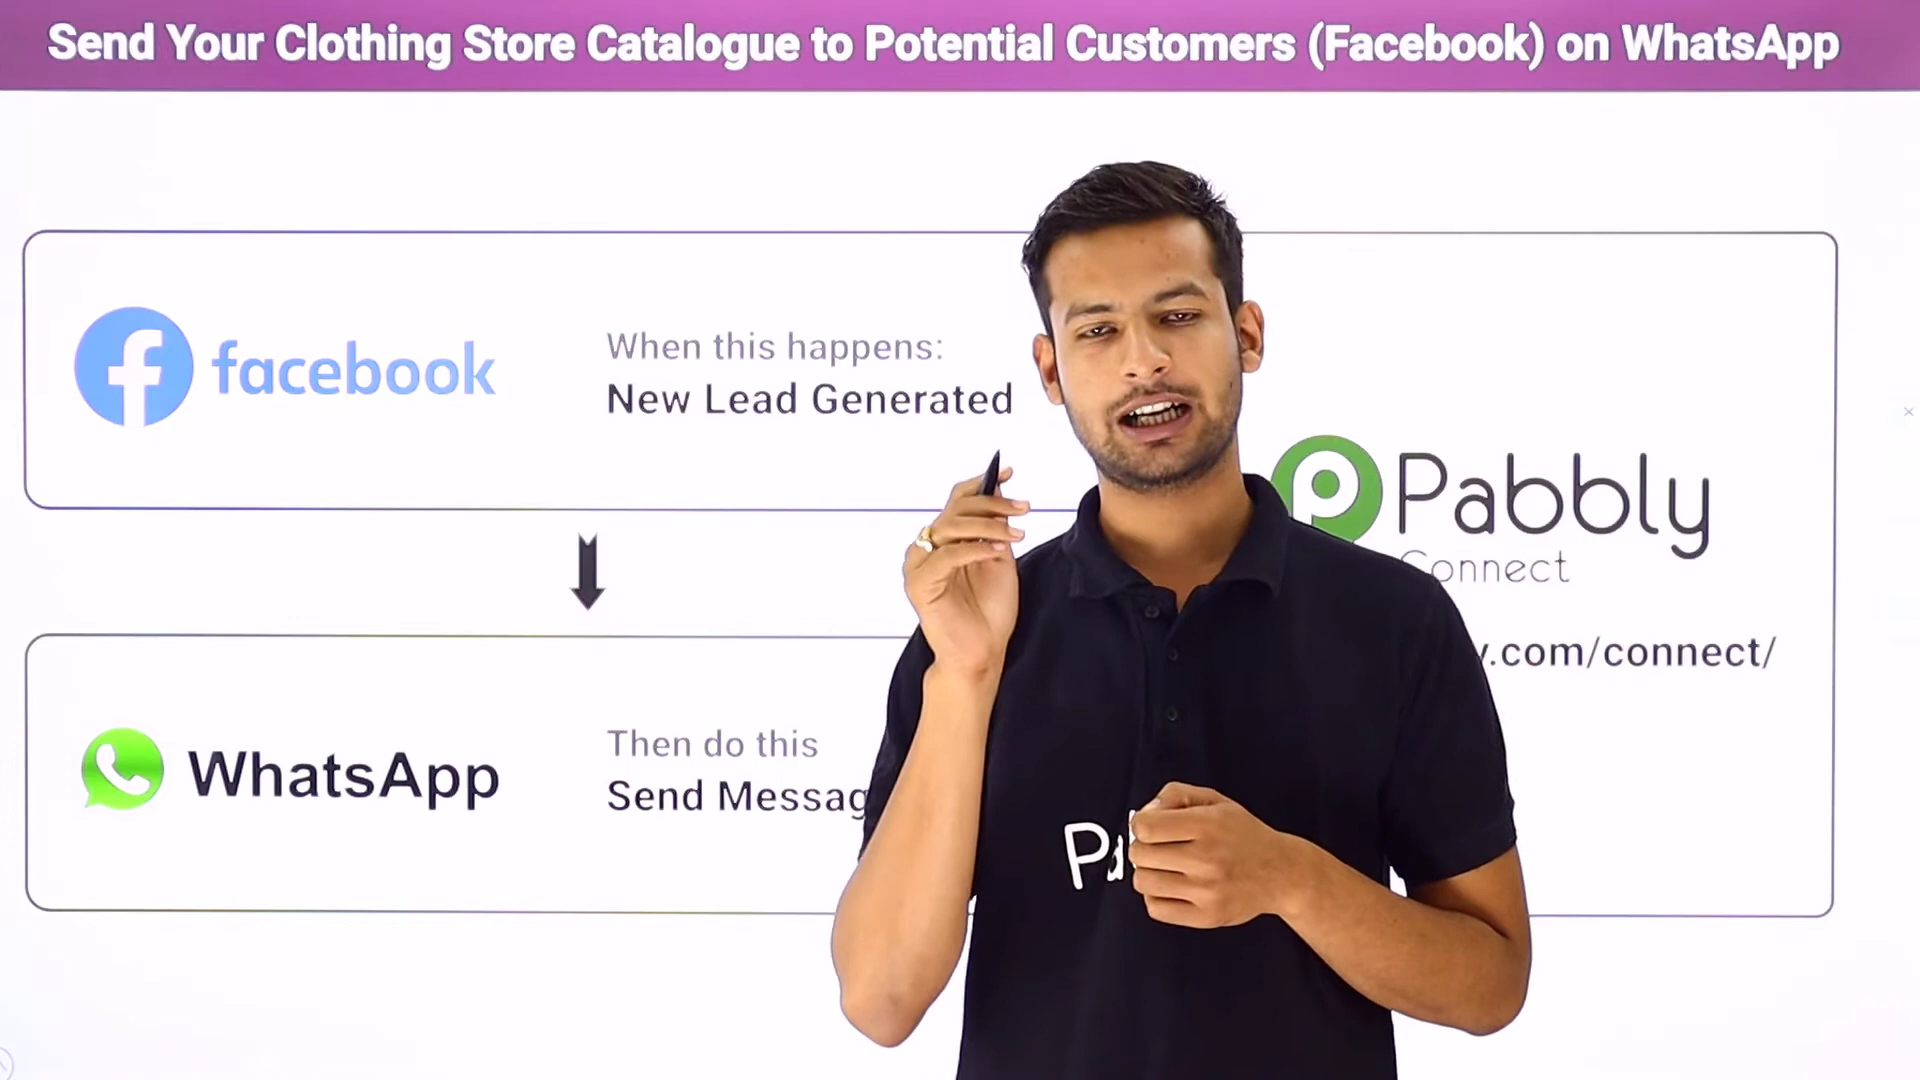 Send Your Clothing Store Catalogue to Potential Customers (Facebook) on WhatsApp
facebook
When this happens:
New Lead Generated
Pabbly
Connect
.com/connect/
WhatsApp
Then do this
Send Messag
Pa